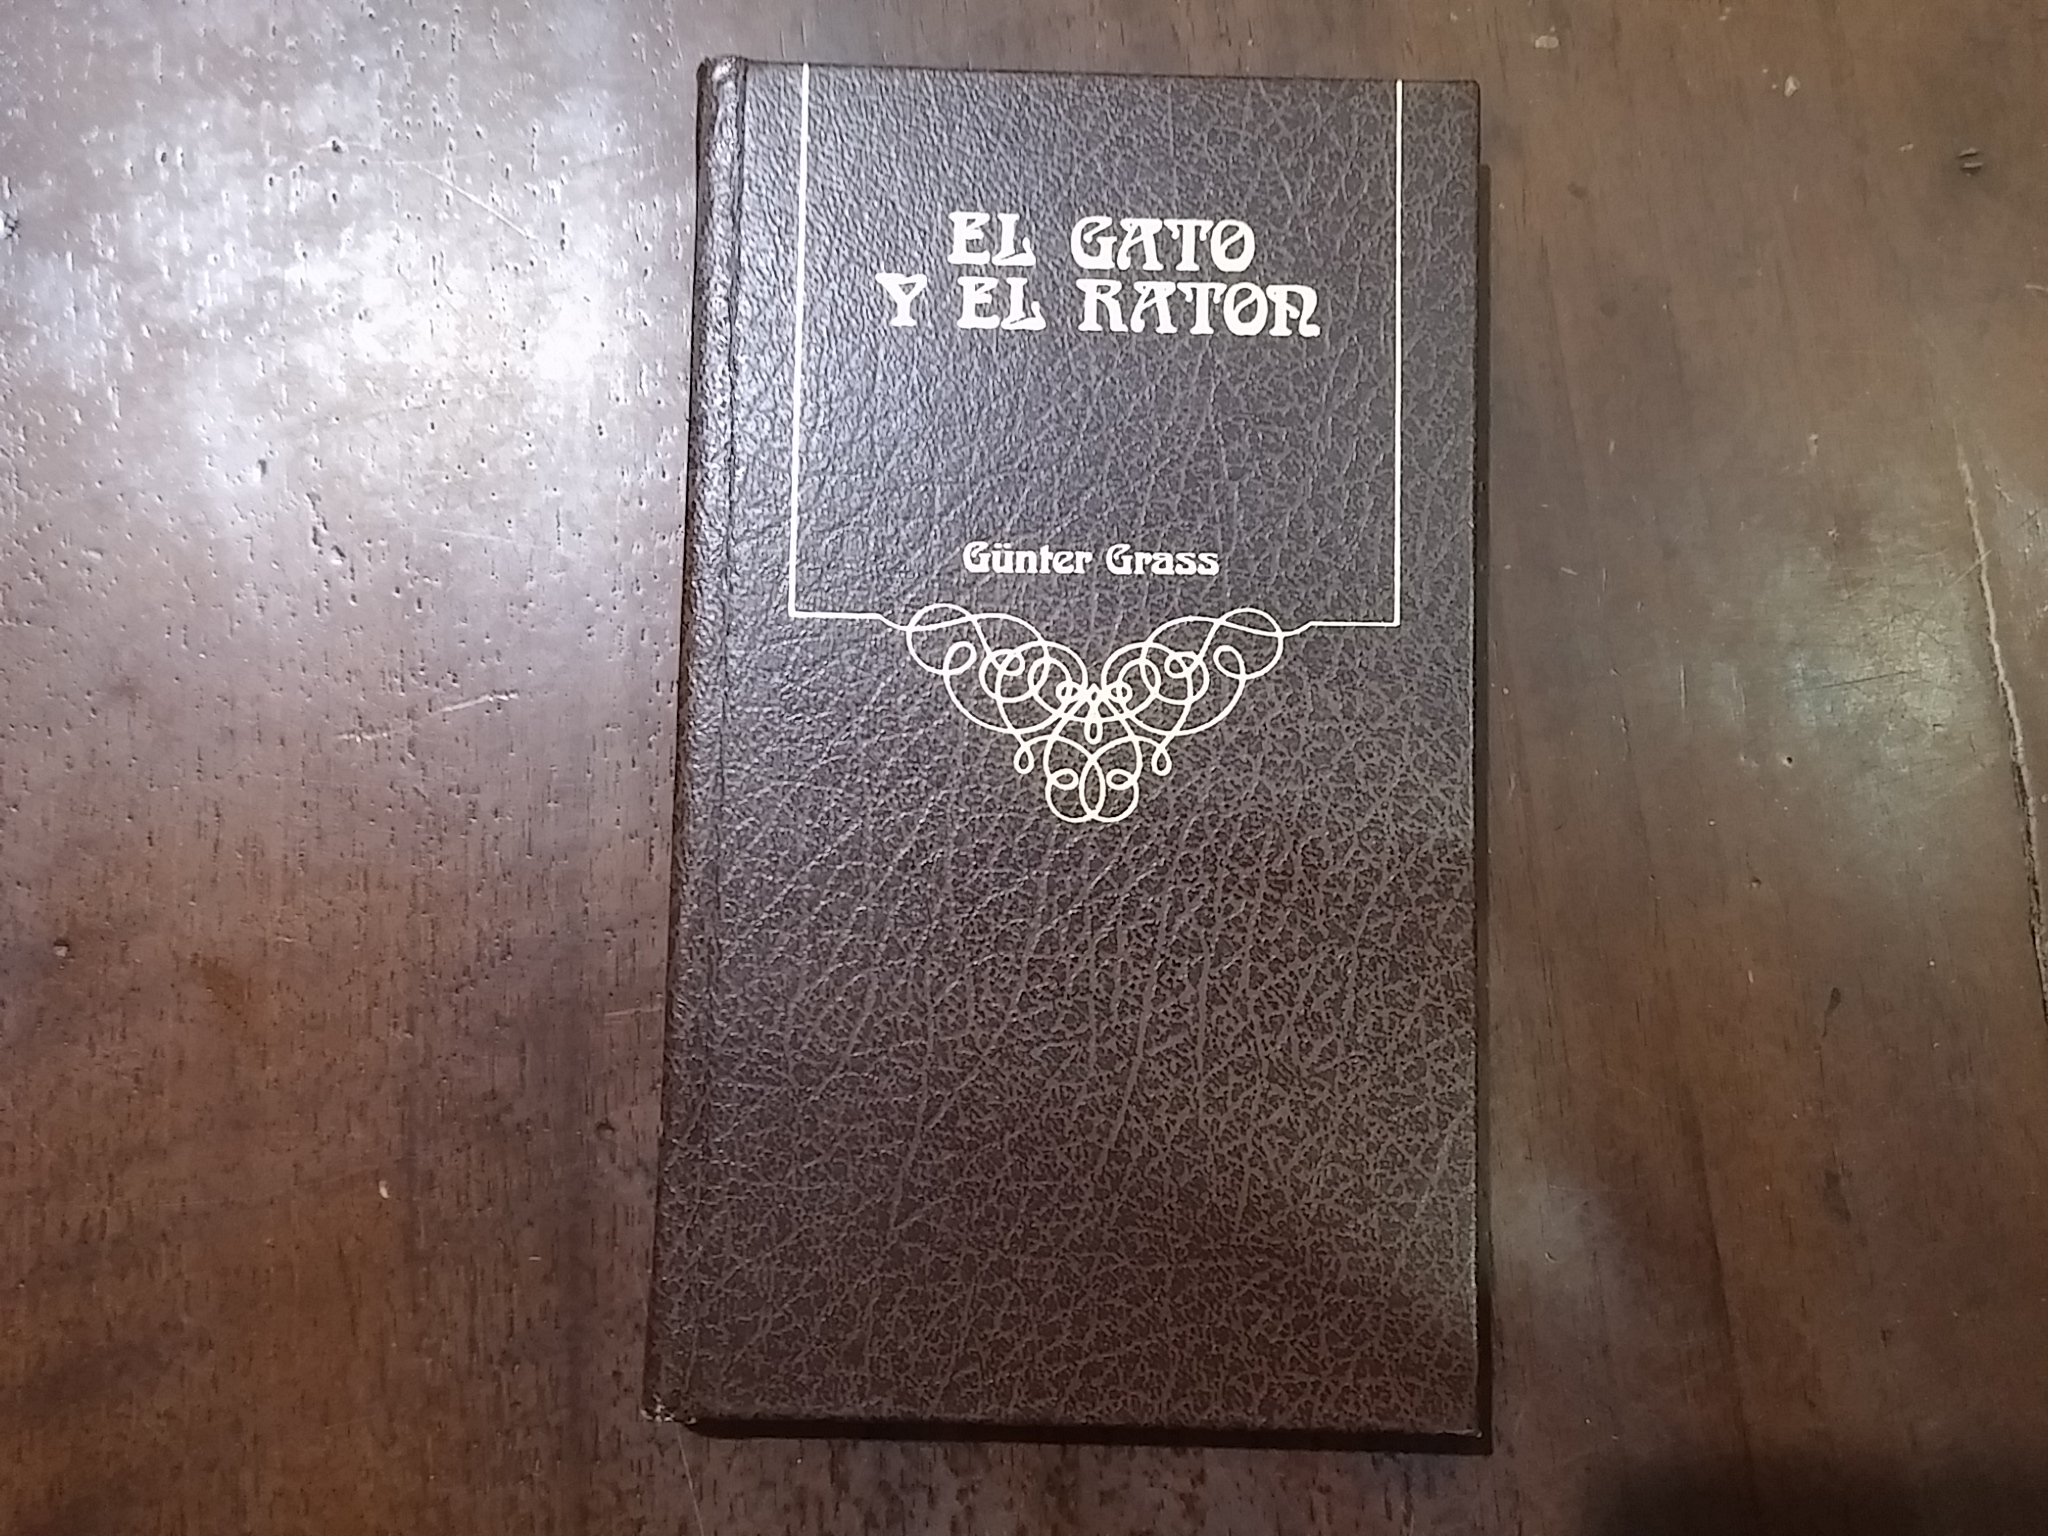 EL GATO
Y EL RATON
Günter Grass